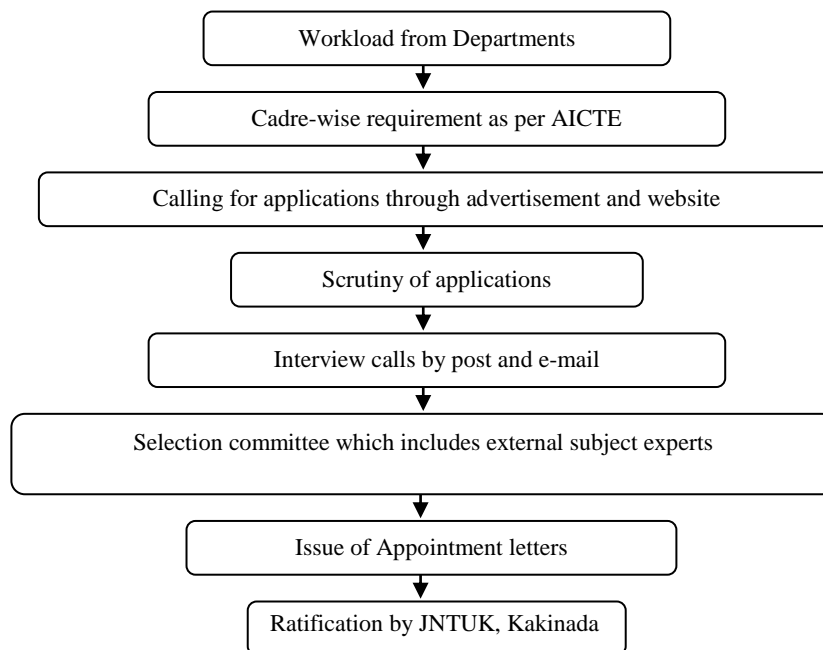 Workload from Departments
Cadre-wise requirement as per AICTE
Calling for applications through advertisement and website
Scrutiny of applications
Interview calls by post and e-mail
Selection committee which includes external subject experts
Issue of Appointment letters
Ratification by JNTUK, Kakinada